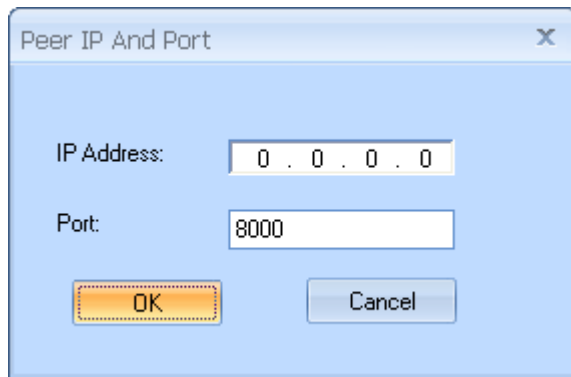 Peer IP And Port
IP Address: 0 . 0 . 0 . 0
Port: 8000
OK Cancel